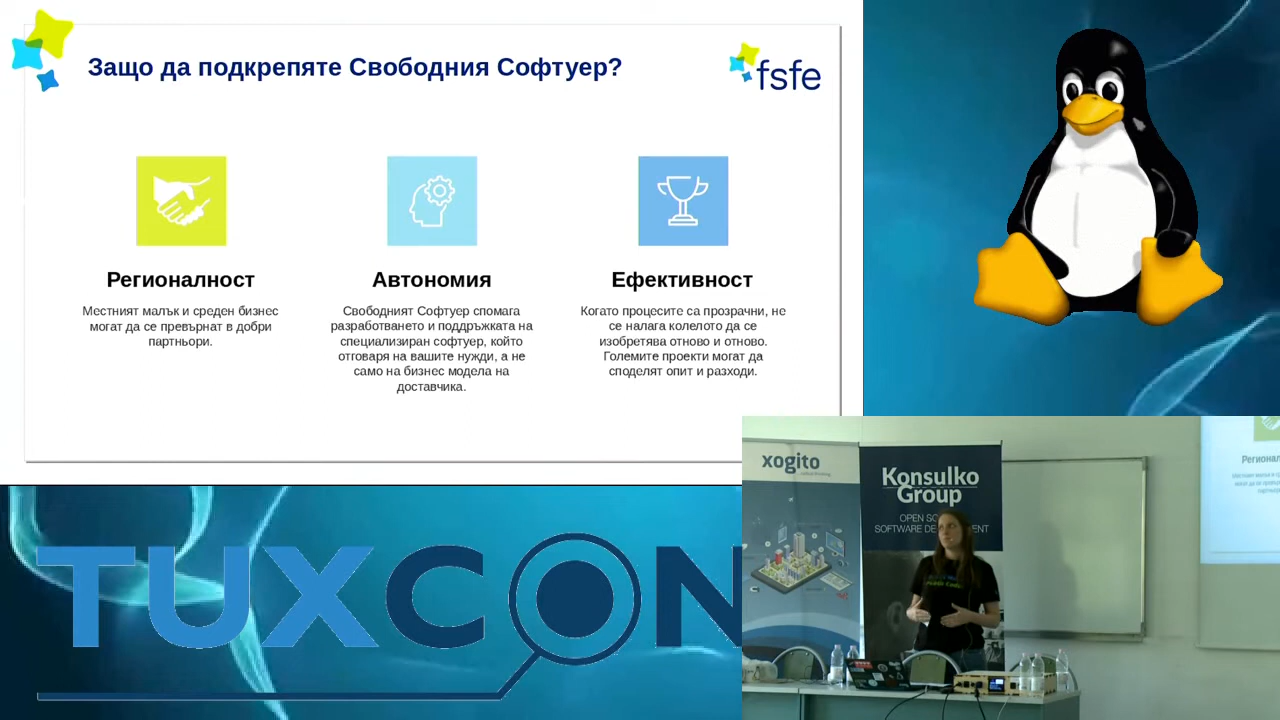 Защо да подкрепяте Свободния Софтуер?
fsfe
Регионалност
Местният малък и среден бизнес
могат да се превърнат в добри
партньори.
Автономия
Свободният Софтуер спомага
разработването и поддръжката на
специализиран софтуер, който
отговаря на вашите нужди, а не
само на бизнес модела на
доставчика.
Ефективност
Когато процесите са прозрачни, не
се налага колелото да се
изобретява отново и отново.
Големите проекти могат да
споделят опит и разходи.
TUXCON
xogito
Konsulko
Group
OPEN
SOFTWARE